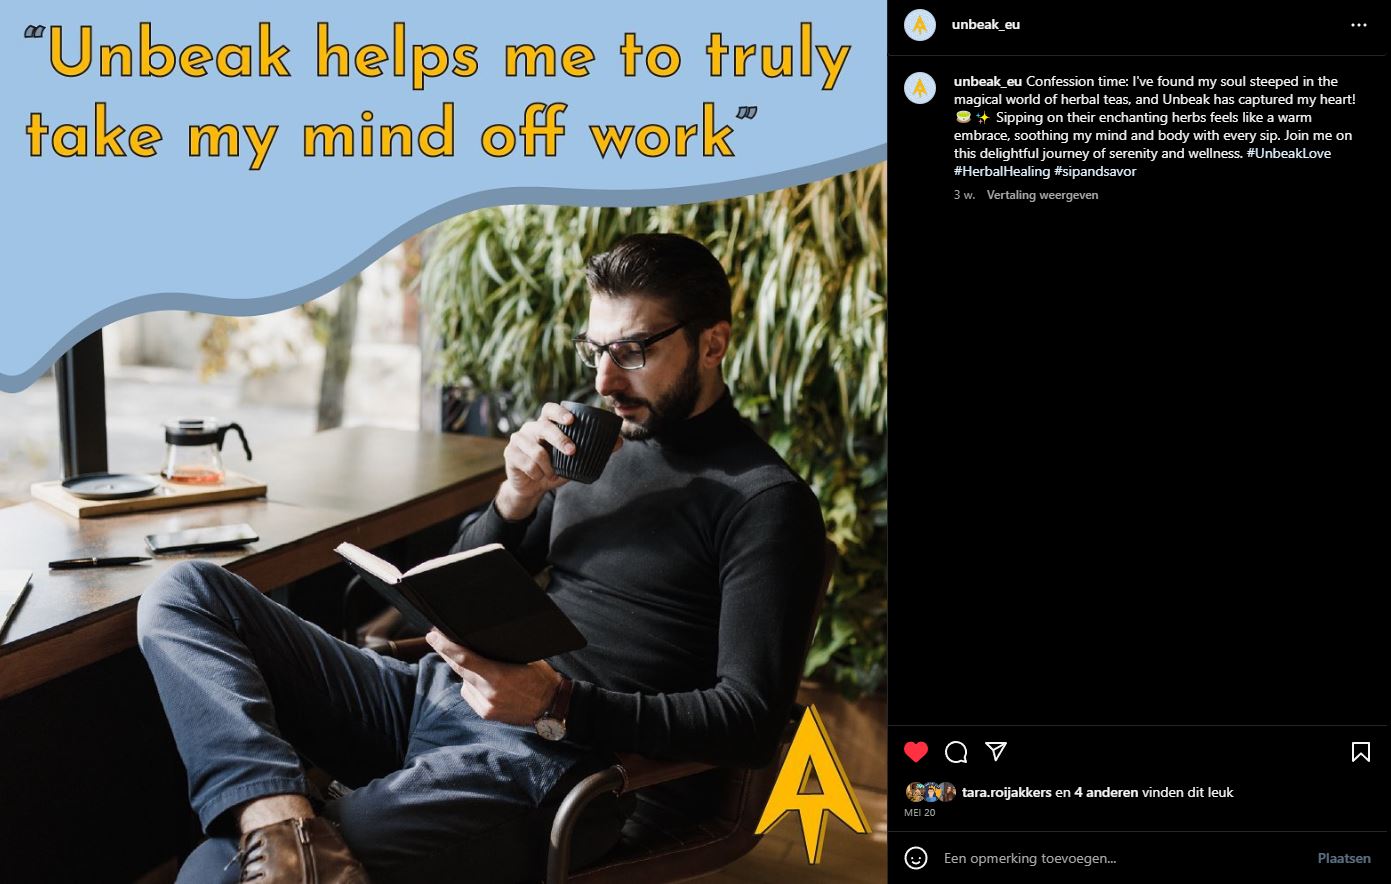 “Unbeak helps me to truly
take my mind off work”
unbeak_eu
unbeak_eu Confession time: I've found my soul steeped in the
magical world of herbal teas, and Unbeak has captured my heart!
🍵✨ Sipping on their enchanting herbs feels like a warm
embrace, soothing my mind and body with every sip. Join me on
this delightful journey of serenity and wellness. #UnbeakLove
#HerbalHealing #sipandsavor
3 w. Vertaling weergeven
tara.roijakkers en 4 anderen vinden dit leuk
MEI 20
Een opmerking toevoegen...
Plaatsen